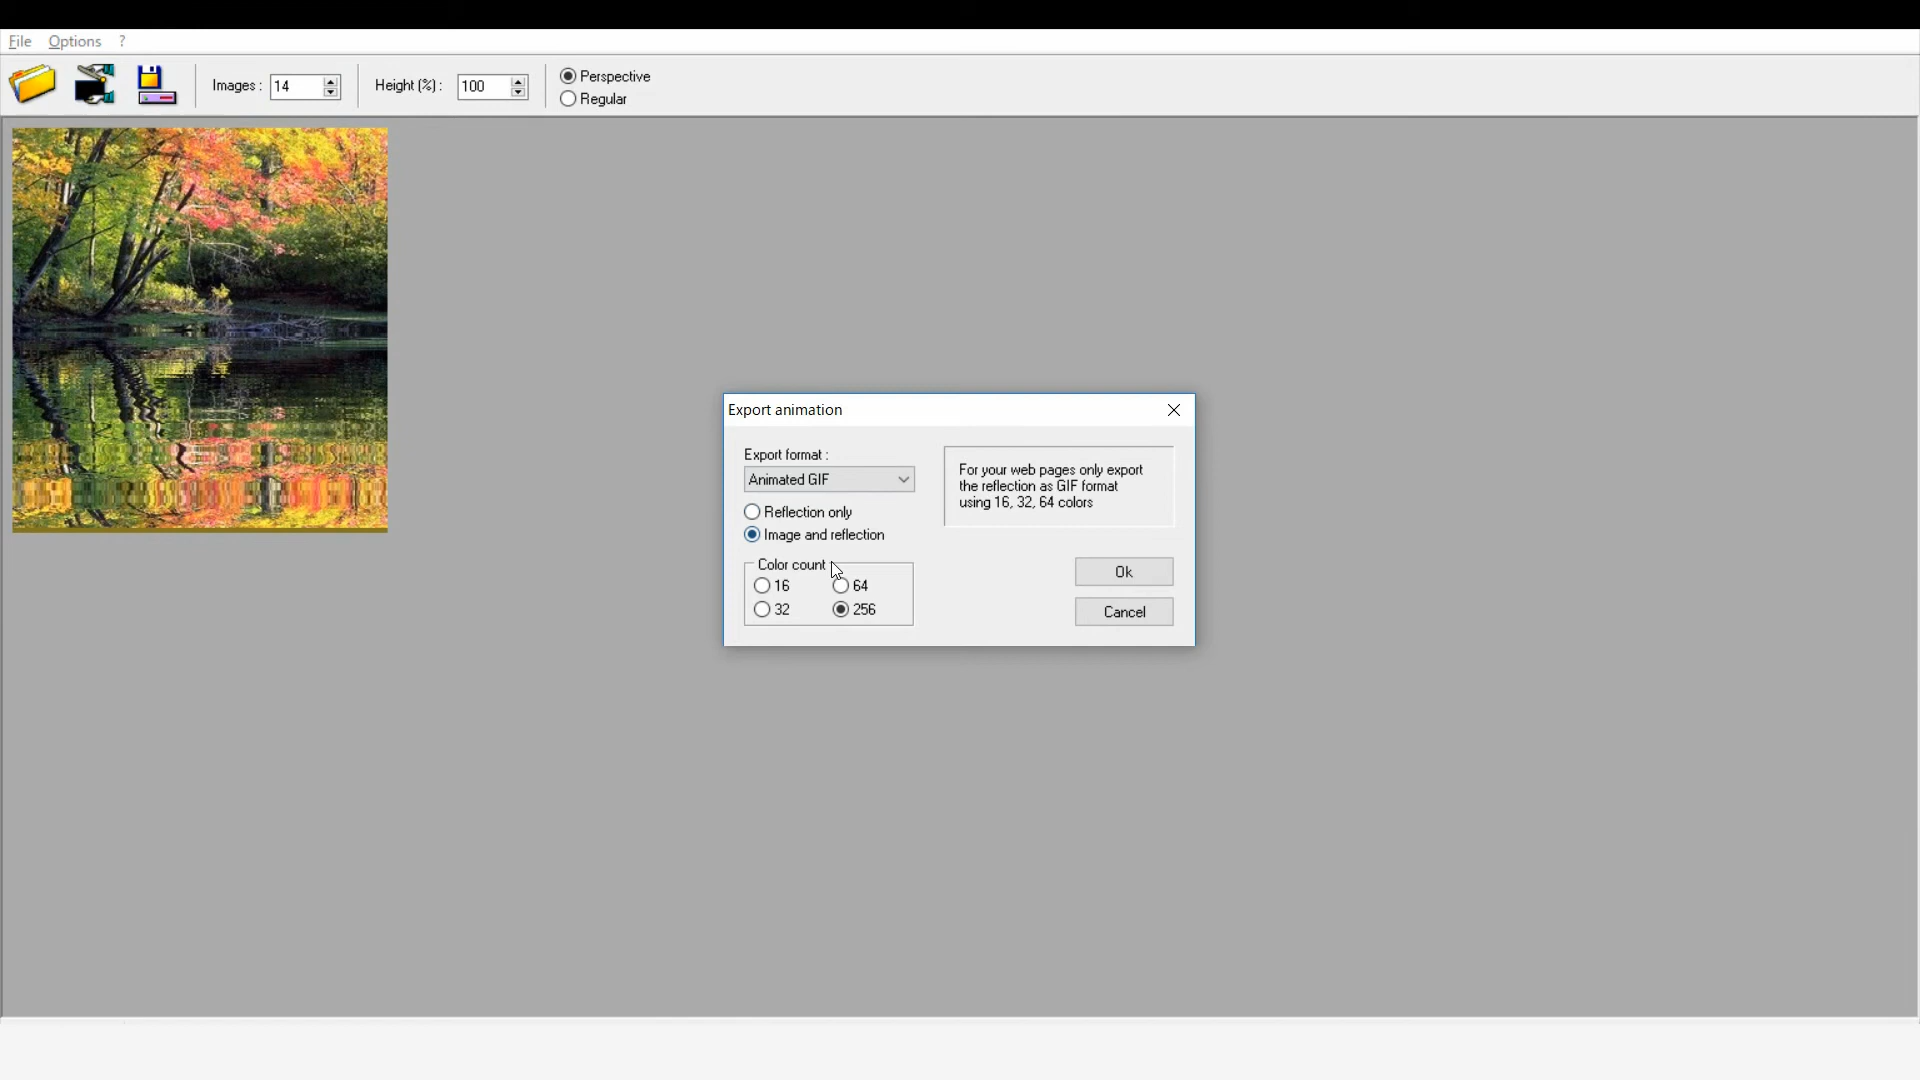 File Options ?
Images : 14 Height (%) : 100 Perspective
Regular
Export animation
Export format :
Animated GIF
Reflection only
Image and reflection
Color count
16 64
32 256
For your web pages only export
the reflection as GIF format
using 16, 32, 64 colors
Ok
Cancel